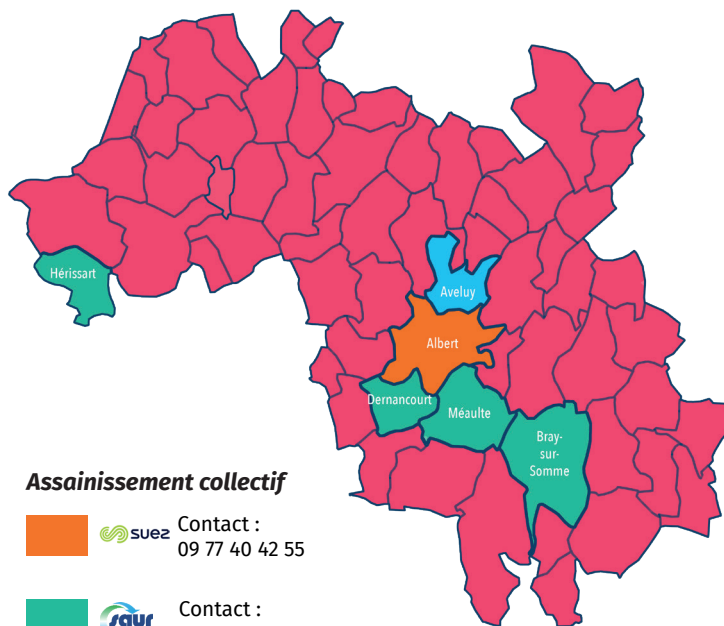 Hérissart
Aveluy
Albert
Dernancourt
Méaulte
Bray-
sur-
Somme
Assainissement collectif
suez
Contact :
09 77 40 42 55
saur
Contact :